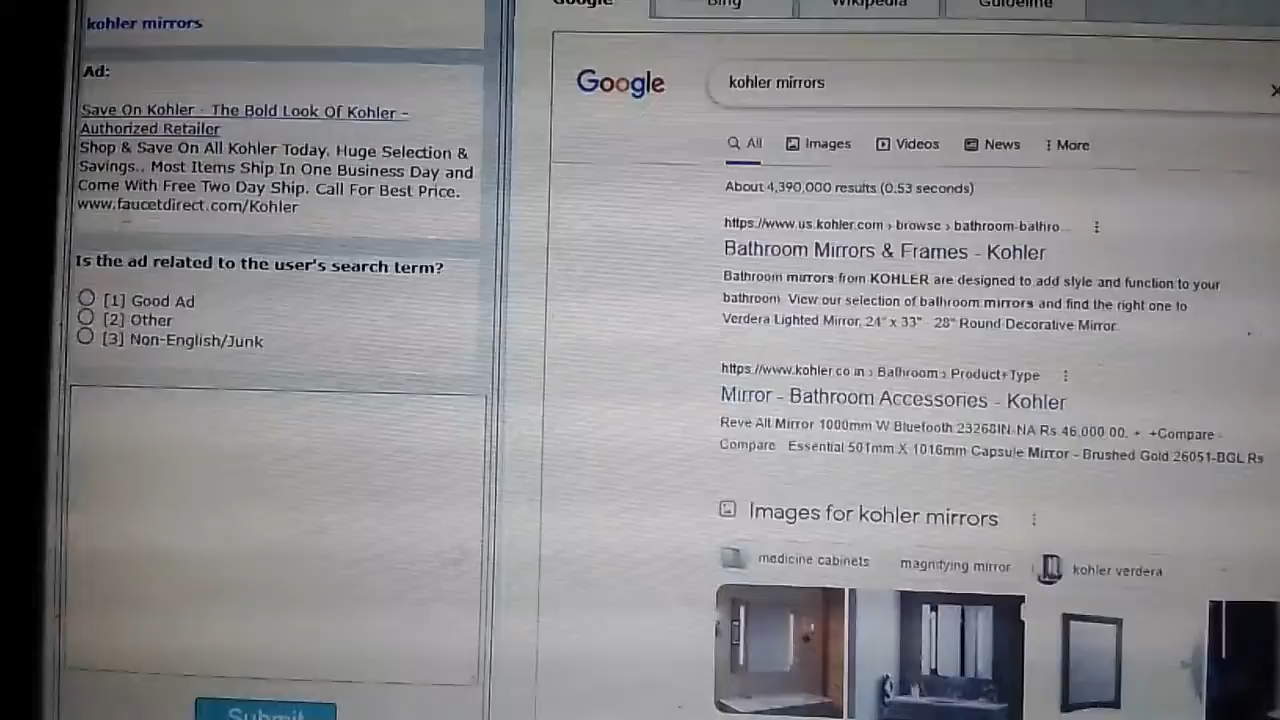 kohler mirrors
Ad:
Save On Kohler - The Bold Look Of Kohler -
Authorized Retailer
Shop & Save On All Kohler Today. Huge Selection &
Savings.. Most Items Ship In One Business Day and
Come With Free Two Day Ship. Call For Best Price.
www.faucetdirect.com/Kohler
Is the ad related to the user's search term?
[1] Good Ad
[2] Other
[3] Non-English/Junk
Submit
Google Bing Wikipedia Guideline
Google kohler mirrors
All Images Videos News More
About 4,390,000 results (0.53 seconds)
https://www.us.kohler.com › browse › bathroom-bathro...
Bathroom Mirrors & Frames - Kohler
Bathroom mirrors from KOHLER are designed to add style and function to your
bathroom. View our selection of bathroom mirrors and find the right one to
Verdera Lighted Mirror, 24" x 33" · 28" Round Decorative Mirror
https://www.kohler.co.in › Bathroom › Product+Type
Mirror - Bathroom Accessories - Kohler
Reve All Mirror 1000mm W Bluetooth 23268IN-NA Rs.46,000.00. + +Compare ·
Compare Essential 501mm X 1016mm Capsule Mirror - Brushed Gold 26051-BGL Rs
Images for kohler mirrors
medicine cabinets magnifying mirror kohler verdera